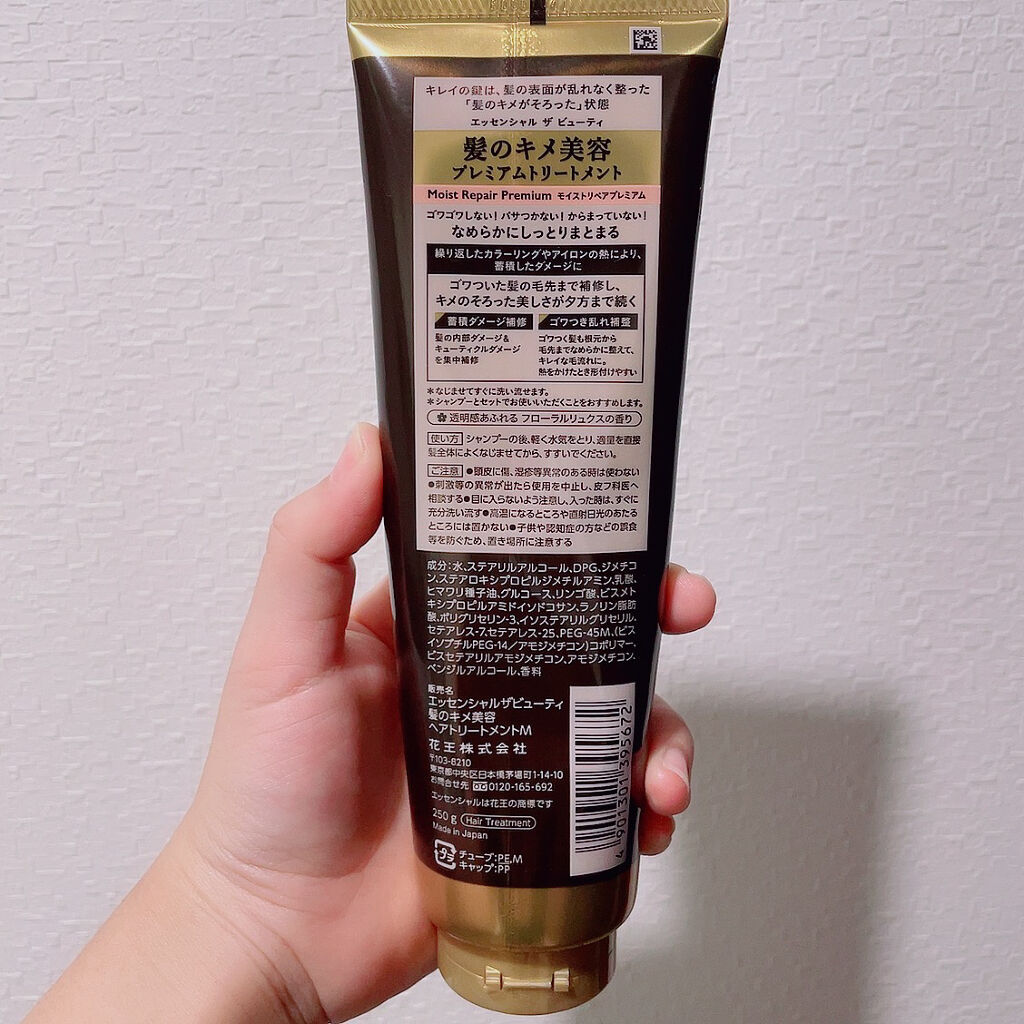 キレイの鍵は、髪の表面が乱れなく整った
「髪のキメがそろった」状態
エッセンシャル ザ ビューティ
髪のキメ美容
プレミアムトリートメント
Moist Repair Premium モイストリペアプレミアム
ゴワゴワしない! パサつかない! からまっていない!
なめらかにしっとりまとまる
繰り返したカラーリングやアイロンの熱により、
蓄積したダメージに
ゴワついた髪の毛先まで補修し、
キメのそろった美しさが夕方まで続く
蓄積ダメージ補修
髪の内部ダメージ&
キューティクルダメージ
を集中補修
ゴワつき乱れ補整
ゴワつく髪も根元から
毛先までなめらかに整えて、
キレイな毛流れに。
熱をかけたとき形付けやすい
*なじませてすぐに洗い流せます。
*シャンプーとセットでお使いいただくことをおすすめします。
透明感あふれる フローラルリュクスの香り
使い方 シャンプーの後、軽く水気をとり、適量を直接
髪全体によくなじませてから、すすいでください。
ご注意 ●頭皮に傷、湿疹等異常のある時は使わない
●刺激等の異常が出たら使用を中止し、皮フ科医へ
相談する●目に入らないよう注意し、入った時は、すぐに
充分洗い流す●高温になるところや直射日光のあたる
ところには置かない●子供や認知症の方などの誤食
等を防ぐため、置き場所に注意する
成分:水、ステアリルアルコール、DPG、ジメチコ
ン、ステアロキシプロピルジメチルアミン、乳酸、
ヒマワリ種子油、グルコース、リンゴ酸、ビスメト
キシプロピルアミドイソドコサン、ラノリン脂肪
酸、ポリグリセリン-3、イソステアリルグリセリル、
セテアレス-7、セテアレス-25、PEG-45M、(ビス
イソブチルPEG-14/アモジメチコン)コポリマー、
ビスセテアリルアモジメチコン、アモジメチコン、
ベンジルアルコール、香料
販売名
エッセンシャルザビューティ
髪のキメ美容
ヘアトリートメントM
花王株式会社
〒103-8210
東京都中央区日本橋茅場町1-14-10
お問合せ先 0120-165-692
エッセンシャルは花王の商標です
250 g Hair Treatment
Made in Japan
プラ チューブ:PE,M
キャップ:PP
4901301395672